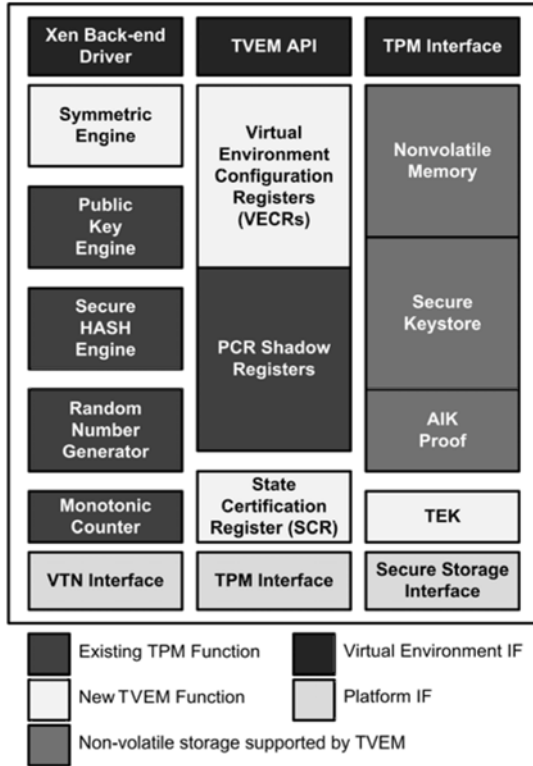 Xen Back-end
Driver
TVEM API
TPM Interface
Symmetric
Engine
Public
Key
Engine
Secure
HASH
Engine
Random
Number
Generator
Monotonic
Counter
VTN Interface
Virtual
Environment
Configuration
Registers
(VECRs)
PCR Shadow
Registers
State
Certification
Register (SCR)
TPM Interface
Nonvolatile
Memory
Secure
Keystore
AIK
Proof
TEK
Secure Storage
Interface
Existing TPM Function
Virtual Environment IF
New TVEM Function
Platform IF
Non-volatile storage supported by TVEM